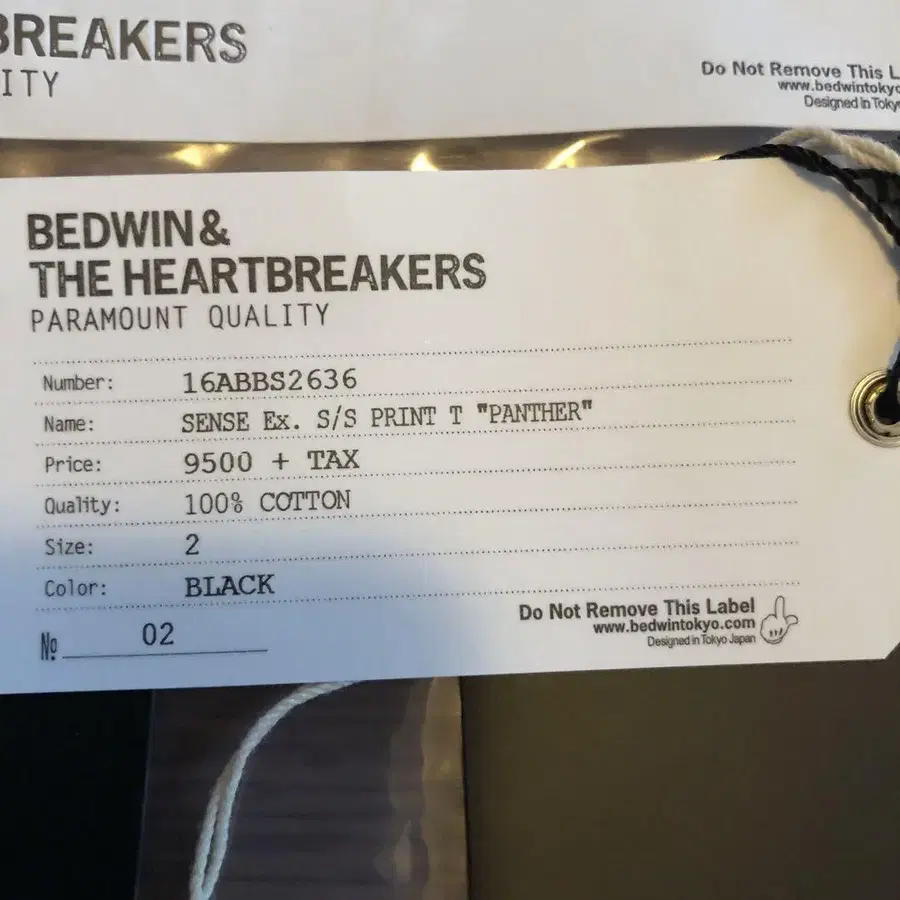 BREAKERS
ITY
Do Not Remove This L
www.bedwintokyo
Designed in Tokyo
BEDWIN &
THE HEARTBREAKERS
PARAMOUNT QUALITY
Number: 16ABBS2636
Name: SENSE Ex. S/S PRINT T "PANTHER"
Price: 9500 + TAX
Quality: 100% COTTON
Size: 2
Color: BLACK
№ 02
Do Not Remove This Label
www.bedwintokyo.com
Designed in Tokyo Japan